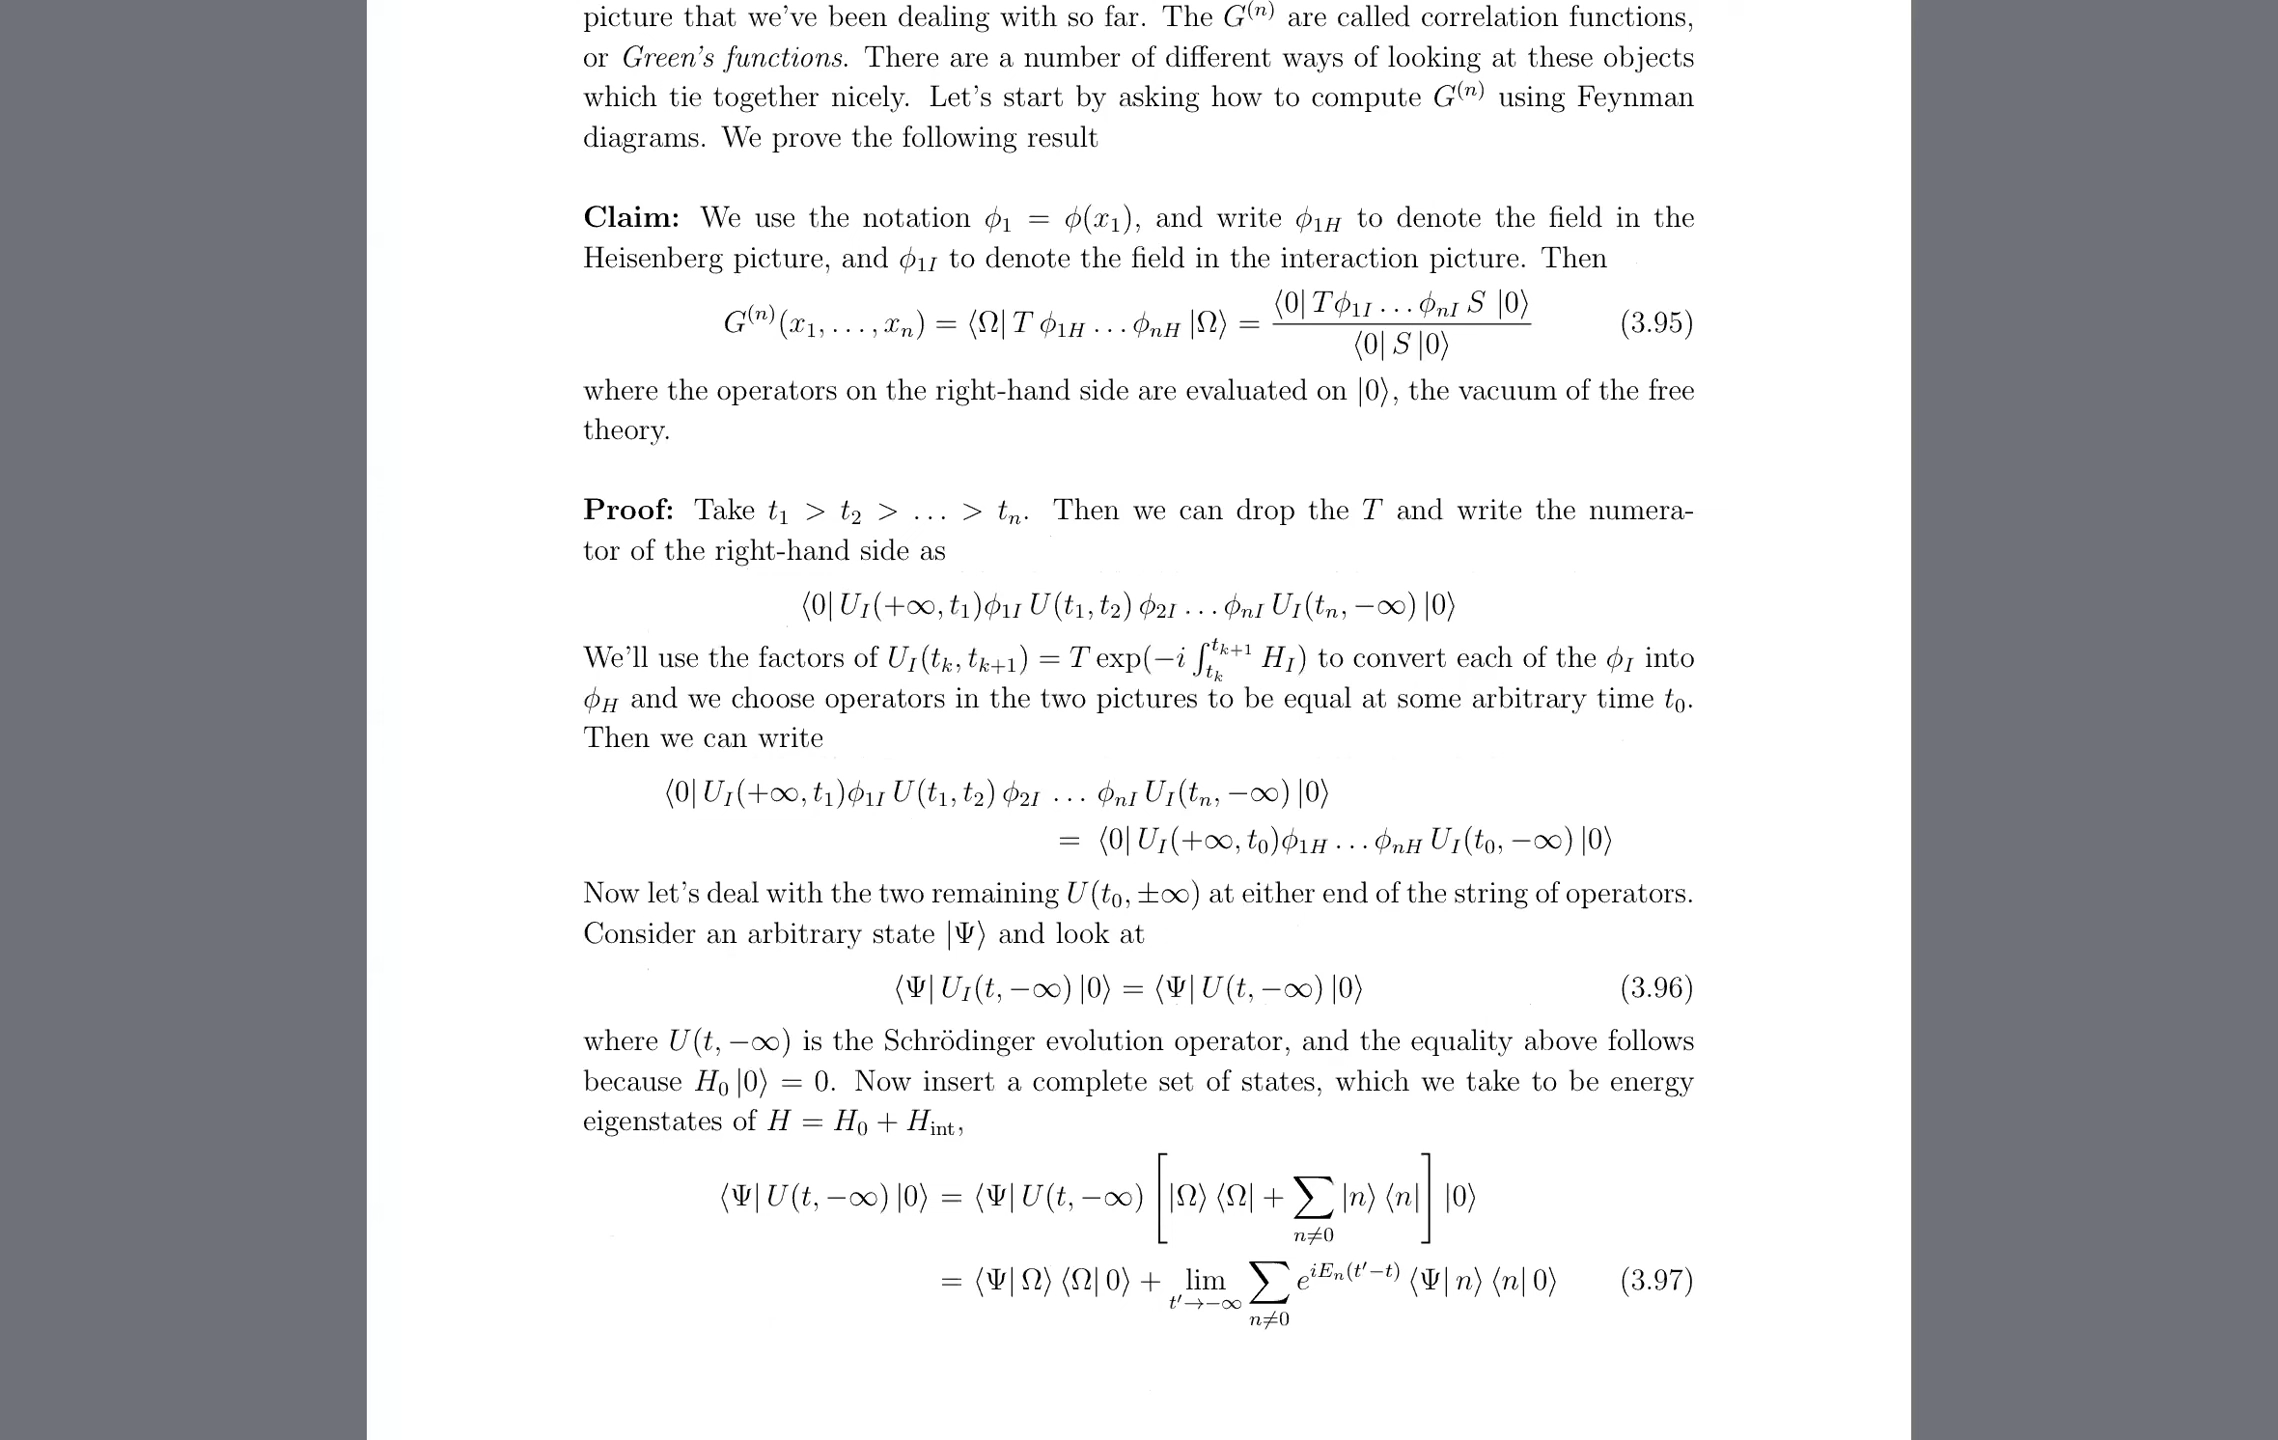 picture that we've been dealing with so far. The G^{(n)} are called correlation functions,
or Green's functions. There are a number of different ways of looking at these objects
which tie together nicely. Let's start by asking how to compute G^{(n)} using Feynman
diagrams. We prove the following result
Claim: We use the notation ϕ_1 = ϕ(x_1), and write ϕ_{1H} to denote the field in the
Heisenberg picture, and ϕ_{1I} to denote the field in the interaction picture. Then
G^{(n)}(x_1, …, x_n) = ⟨Ω| T ϕ_{1H} … ϕ_{nH} |Ω⟩ = \frac{⟨0| Tϕ_{1I} … ϕ_{nI} S |0⟩}{⟨0| S |0⟩} (3.95)
where the operators on the right-hand side are evaluated on |0⟩, the vacuum of the free
theory.
Proof: Take t_1 > t_2 > … > t_n. Then we can drop the T and write the numera-
tor of the right-hand side as
⟨0| U_I(+∞, t_1)ϕ_{1I} U(t_1, t_2) ϕ_{2I} … ϕ_{nI} U_I(t_n, −∞) |0⟩
We'll use the factors of U_I(t_k, t_{k+1}) = T exp(−i ∫_{t_k}^{t_{k+1}} H_I) to convert each of the ϕ_I into
ϕ_H and we choose operators in the two pictures to be equal at some arbitrary time t_0.
Then we can write
⟨0| U_I(+∞, t_1)ϕ_{1I} U(t_1, t_2) ϕ_{2I} … ϕ_{nI} U_I(t_n, −∞) |0⟩
= ⟨0| U_I(+∞, t_0)ϕ_{1H} … ϕ_{nH} U_I(t_0, −∞) |0⟩
Now let's deal with the two remaining U(t_0, ±∞) at either end of the string of operators.
Consider an arbitrary state |Ψ⟩ and look at
⟨Ψ| U_I(t, −∞) |0⟩ = ⟨Ψ| U(t, −∞) |0⟩ (3.96)
where U(t, −∞) is the Schrödinger evolution operator, and the equality above follows
because H_0 |0⟩ = 0. Now insert a complete set of states, which we take to be energy
eigenstates of H = H_0 + H_{int},
⟨Ψ| U(t, −∞) |0⟩ = ⟨Ψ| U(t, −∞) [ |Ω⟩ ⟨Ω| + ∑_{n≠0} |n⟩ ⟨n| ] |0⟩
= ⟨Ψ| Ω⟩ ⟨Ω| 0⟩ + lim_{t′→−∞} ∑_{n≠0} e^{iE_n(t′−t)} ⟨Ψ| n⟩ ⟨n| 0⟩ (3.97)